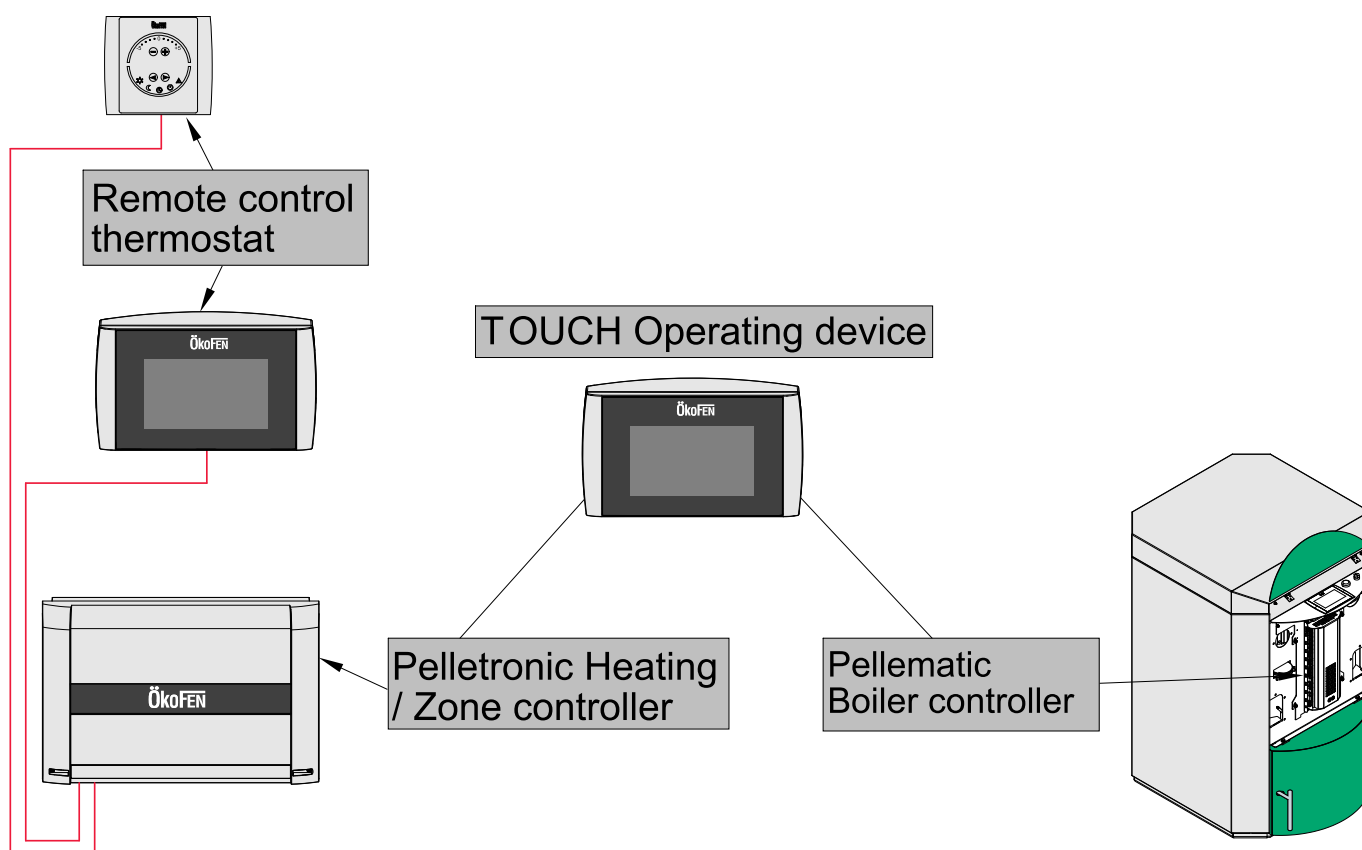 Remote control
thermostat
ÖkoFEN
TOUCH Operating device
ÖkoFEN
Pelletronic Heating
/ Zone controller
ÖkoFEN
Pellematic
Boiler controller